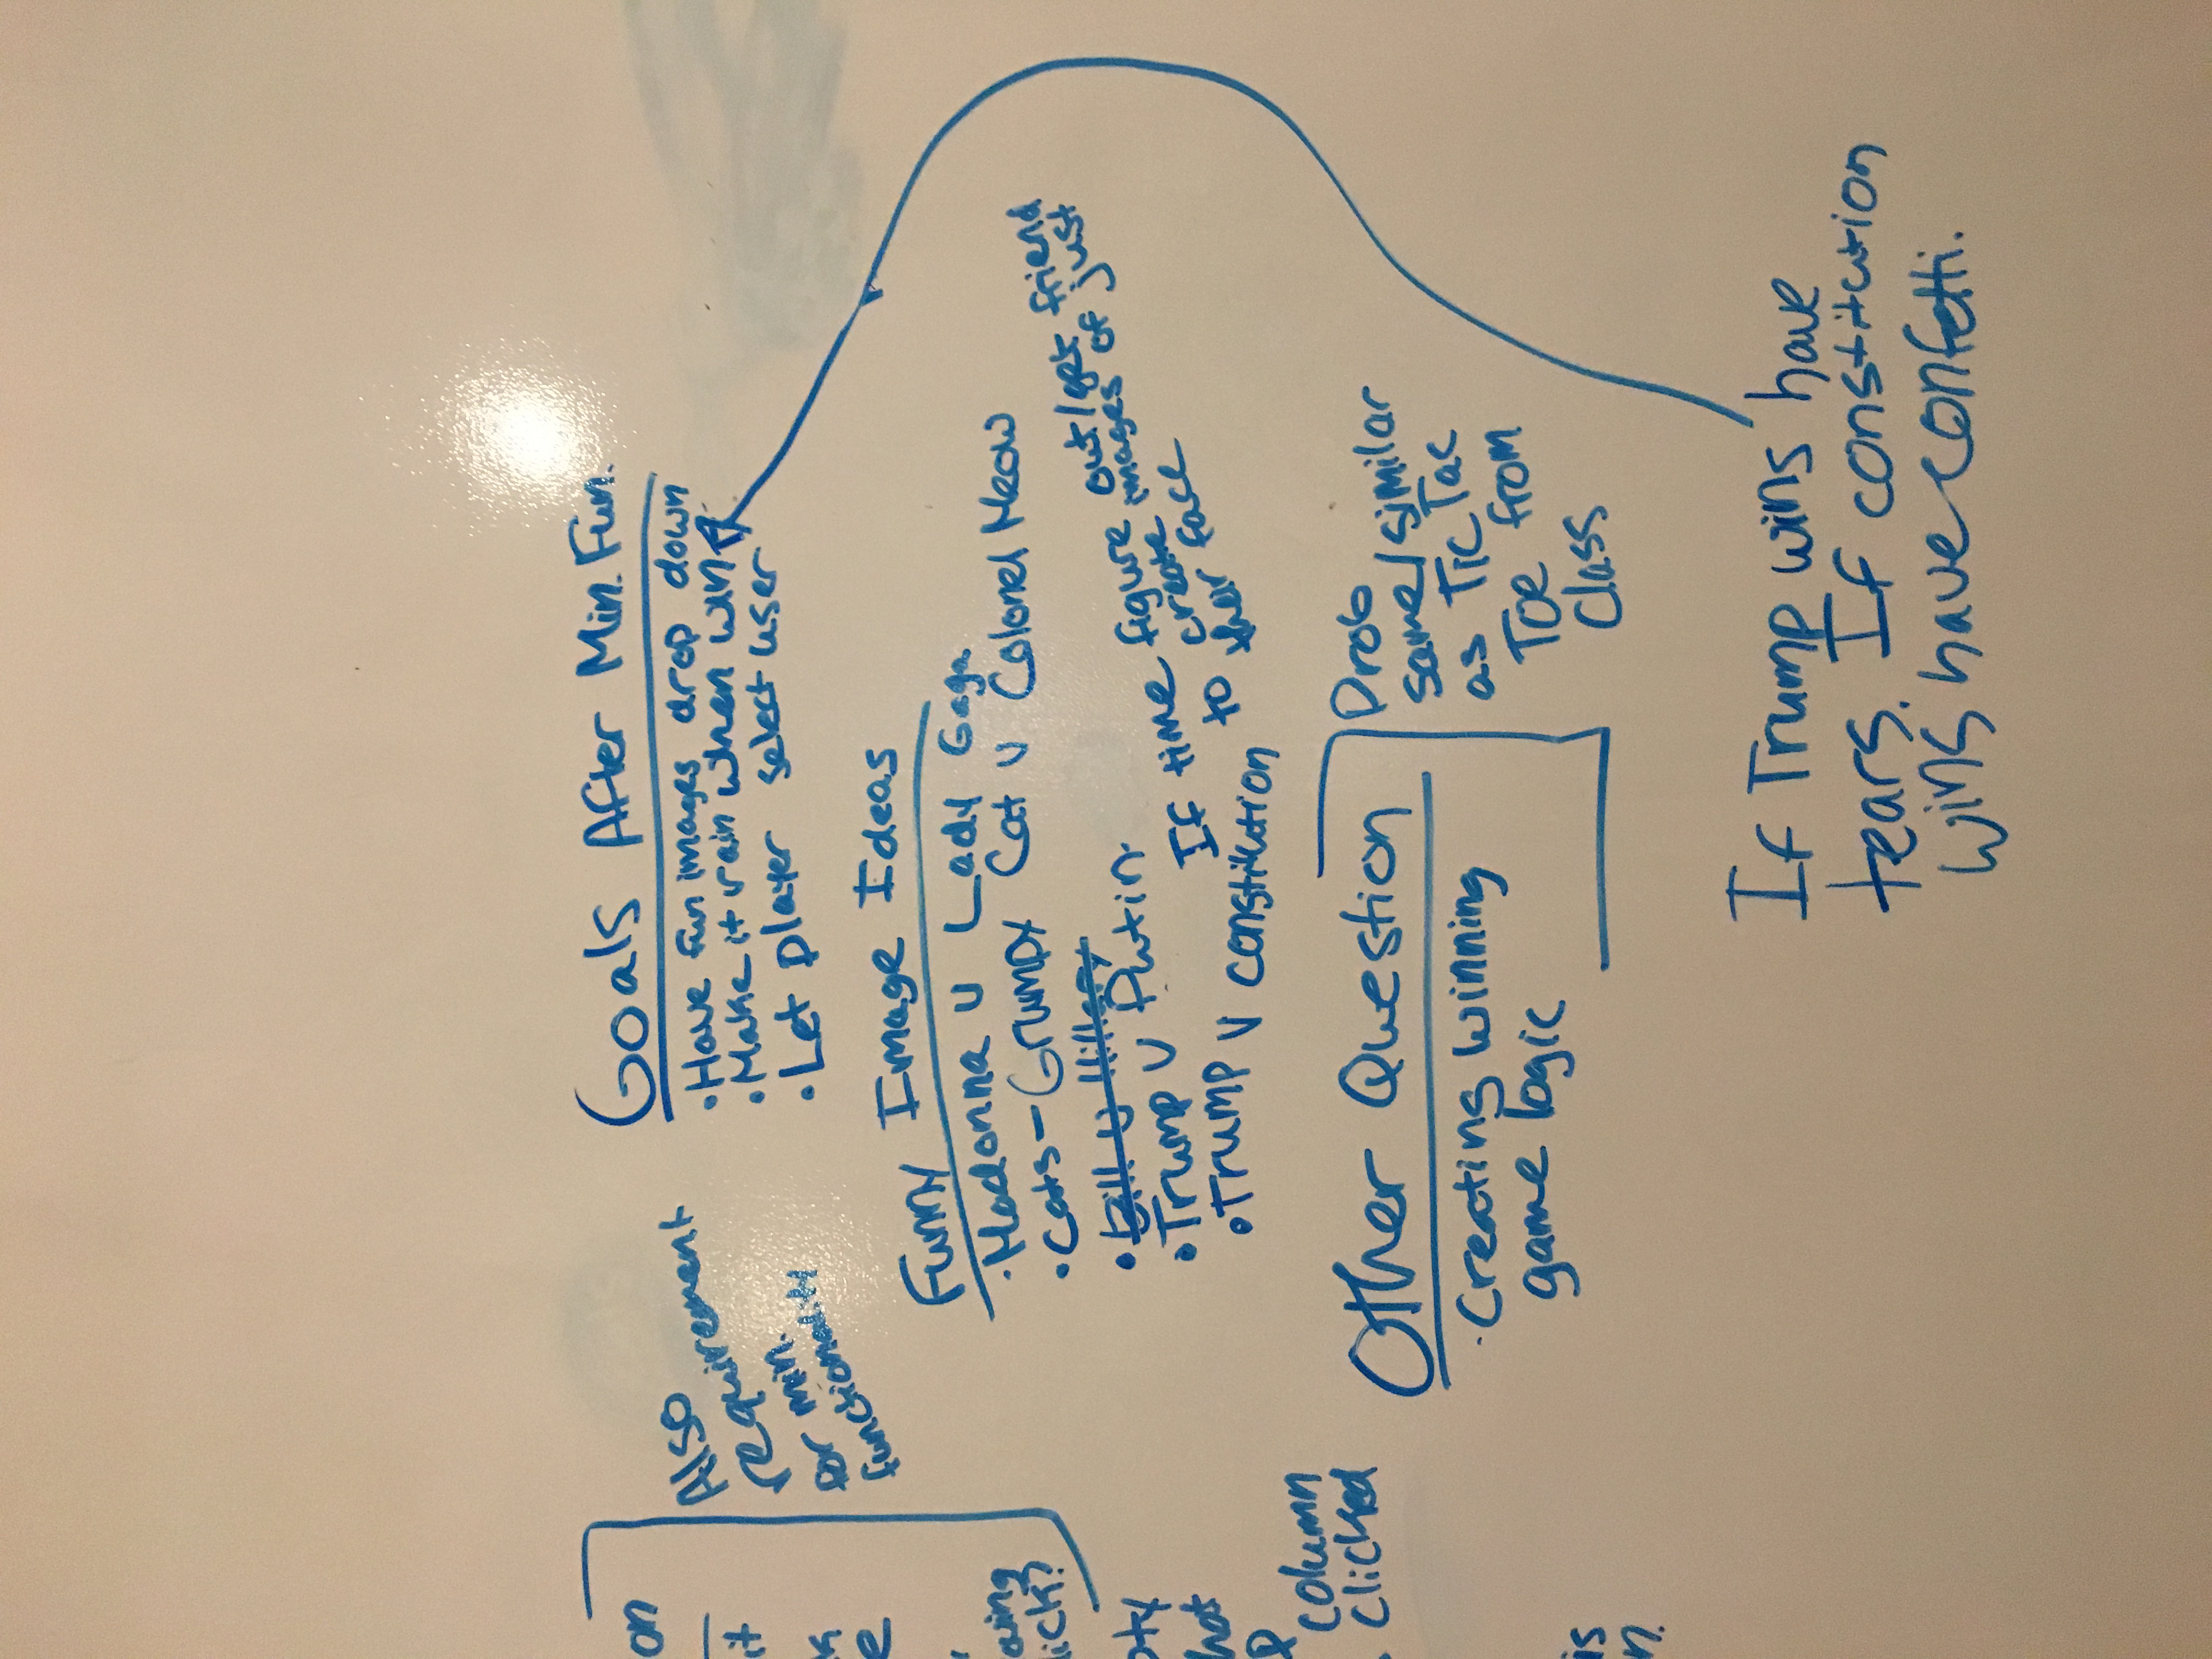 on
it
e
aving
lick?
Also
requirement
for min.
functionality
hat
column
clicked
is
n.
Goals After Min. Fun.
• Have fun images drop down
• Make it rain when win
• Let player select user
Funny Image Ideas
• Madonna v Lady Gaga
• Cats - Grumpy Cat v Colonel Meow
• Bill v Hillary
• Trump v Putin
• Trump v constitution
If time figure out/get friend
to create images of just
their face
Other Question
• Creating winning
game logic
Prob
same/similar
as Tic Tac
Toe from
Class
If Trump wins have
tears. If constitution
wins have confetti.